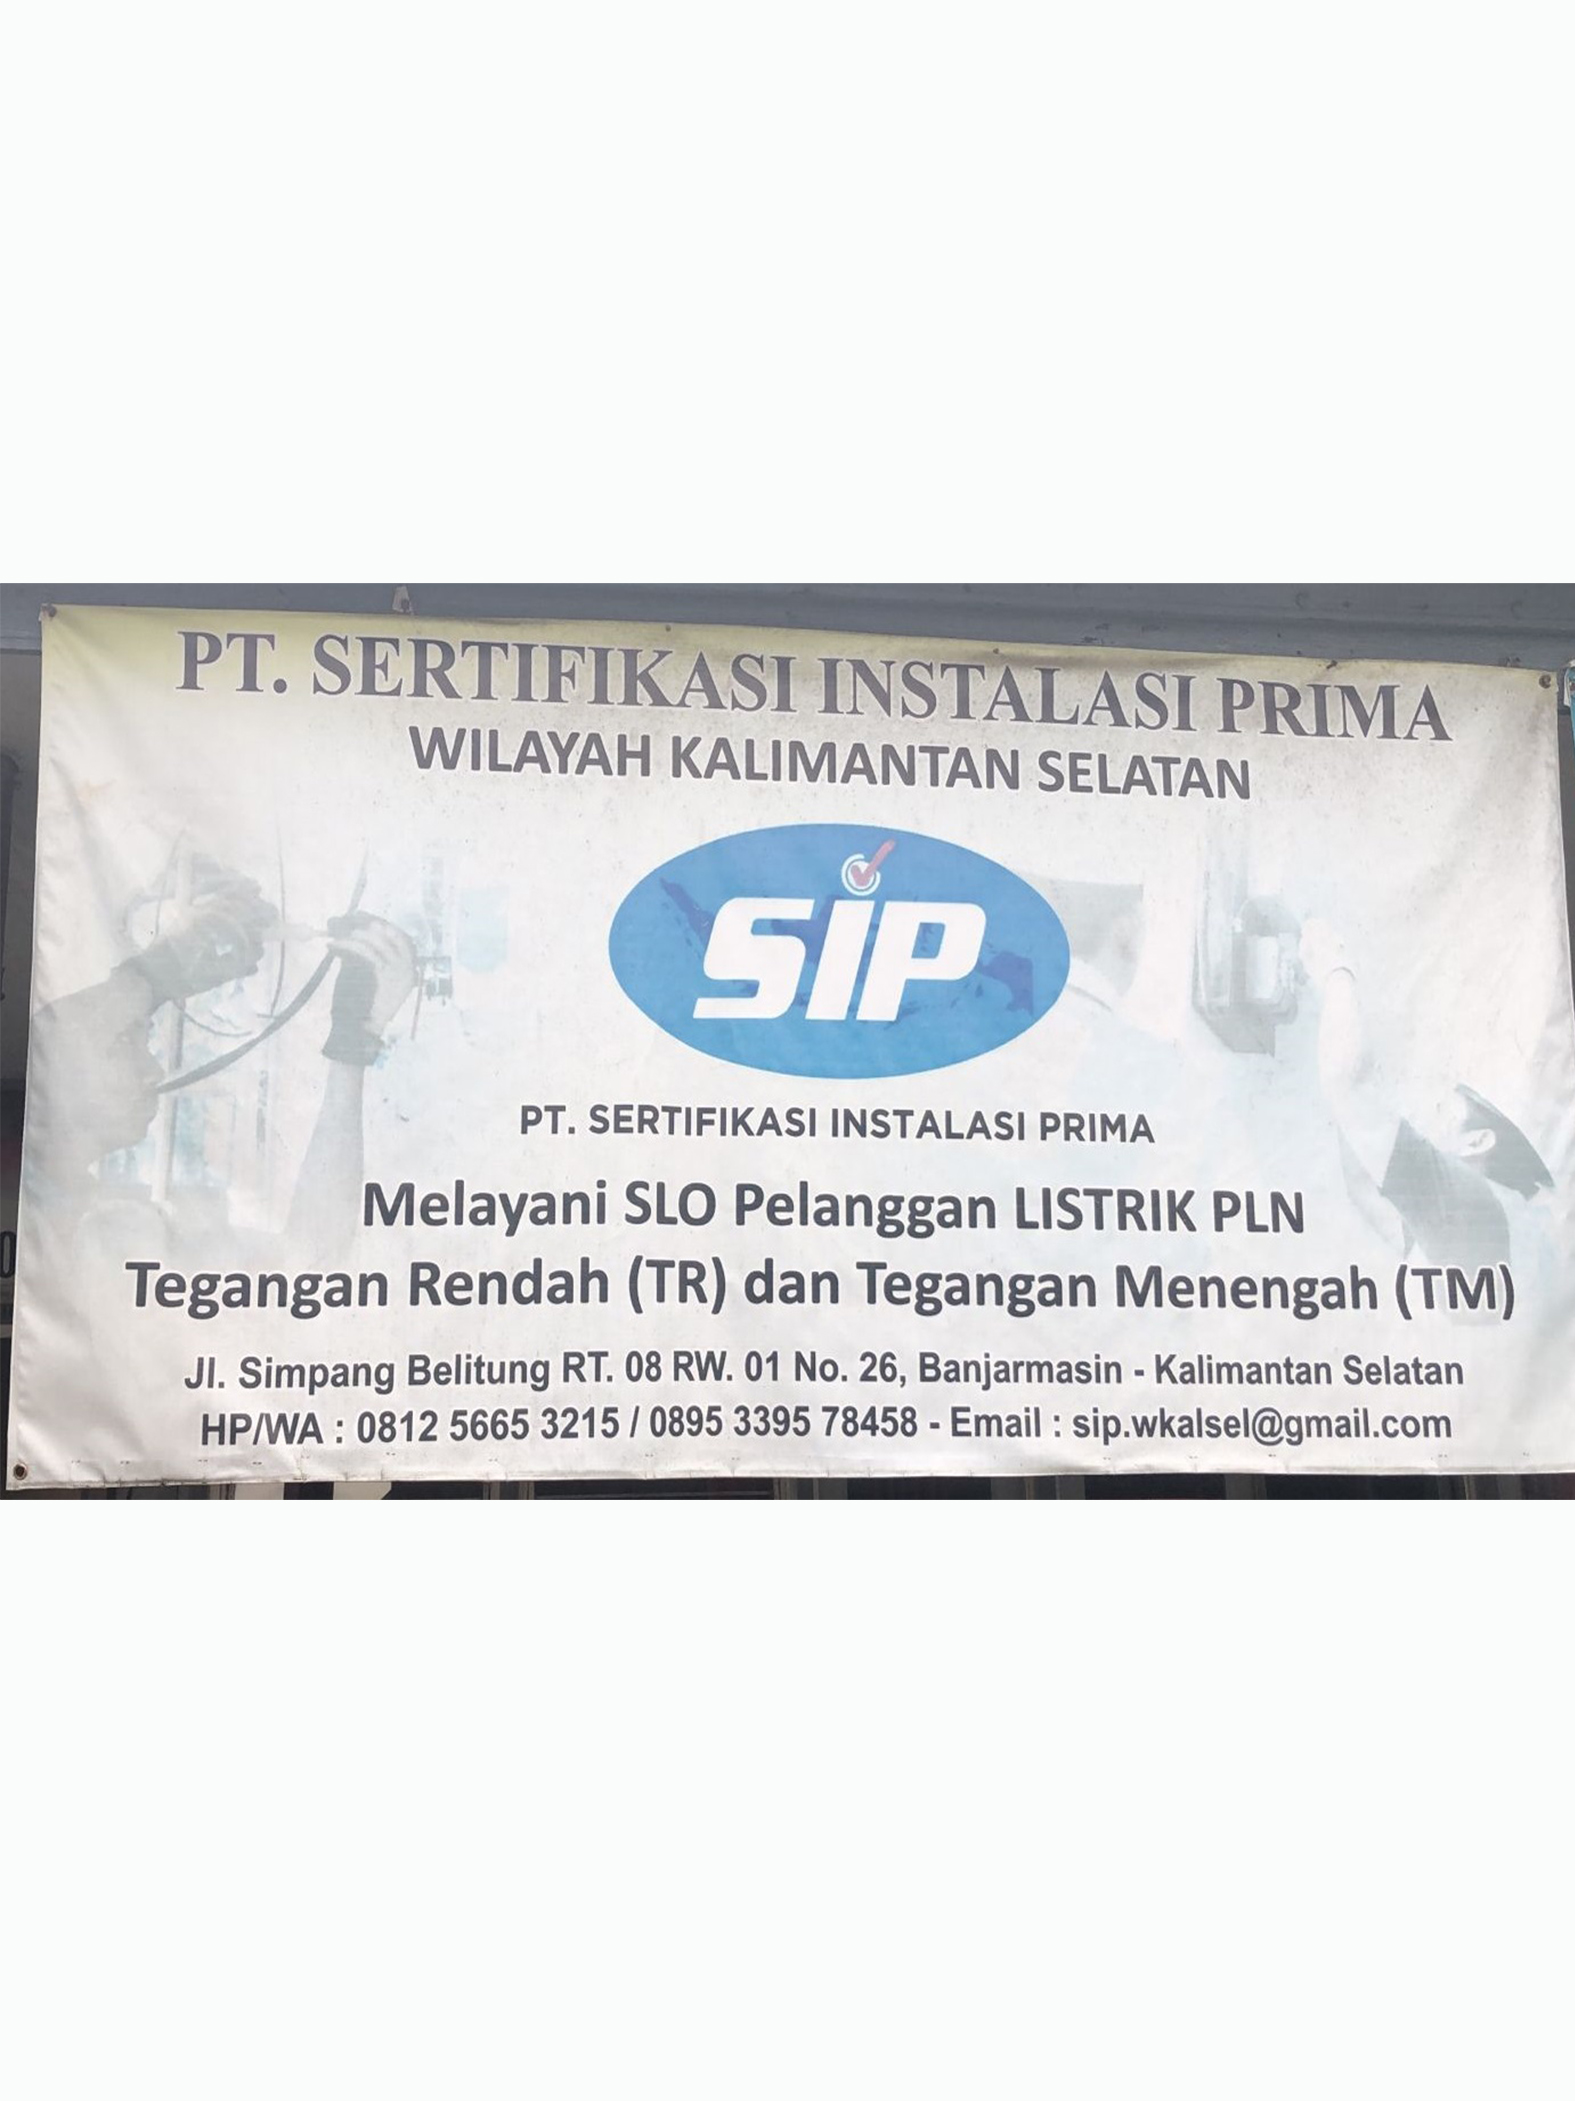 PT. SERTIFIKASI INSTALASI PRIMA
WILAYAH KALIMANTAN SELATAN
SIP
PT. SERTIFIKASI INSTALASI PRIMA
Melayani SLO Pelanggan LISTRIK PLN
Tegangan Rendah (TR) dan Tegangan Menengah (TM)
Jl. Simpang Belitung RT. 08 RW. 01 No. 26, Banjarmasin - Kalimantan Selatan
HP/WA : 0812 5665 3215 / 0895 3395 78458 - Email : sip.wkalsel@gmail.com